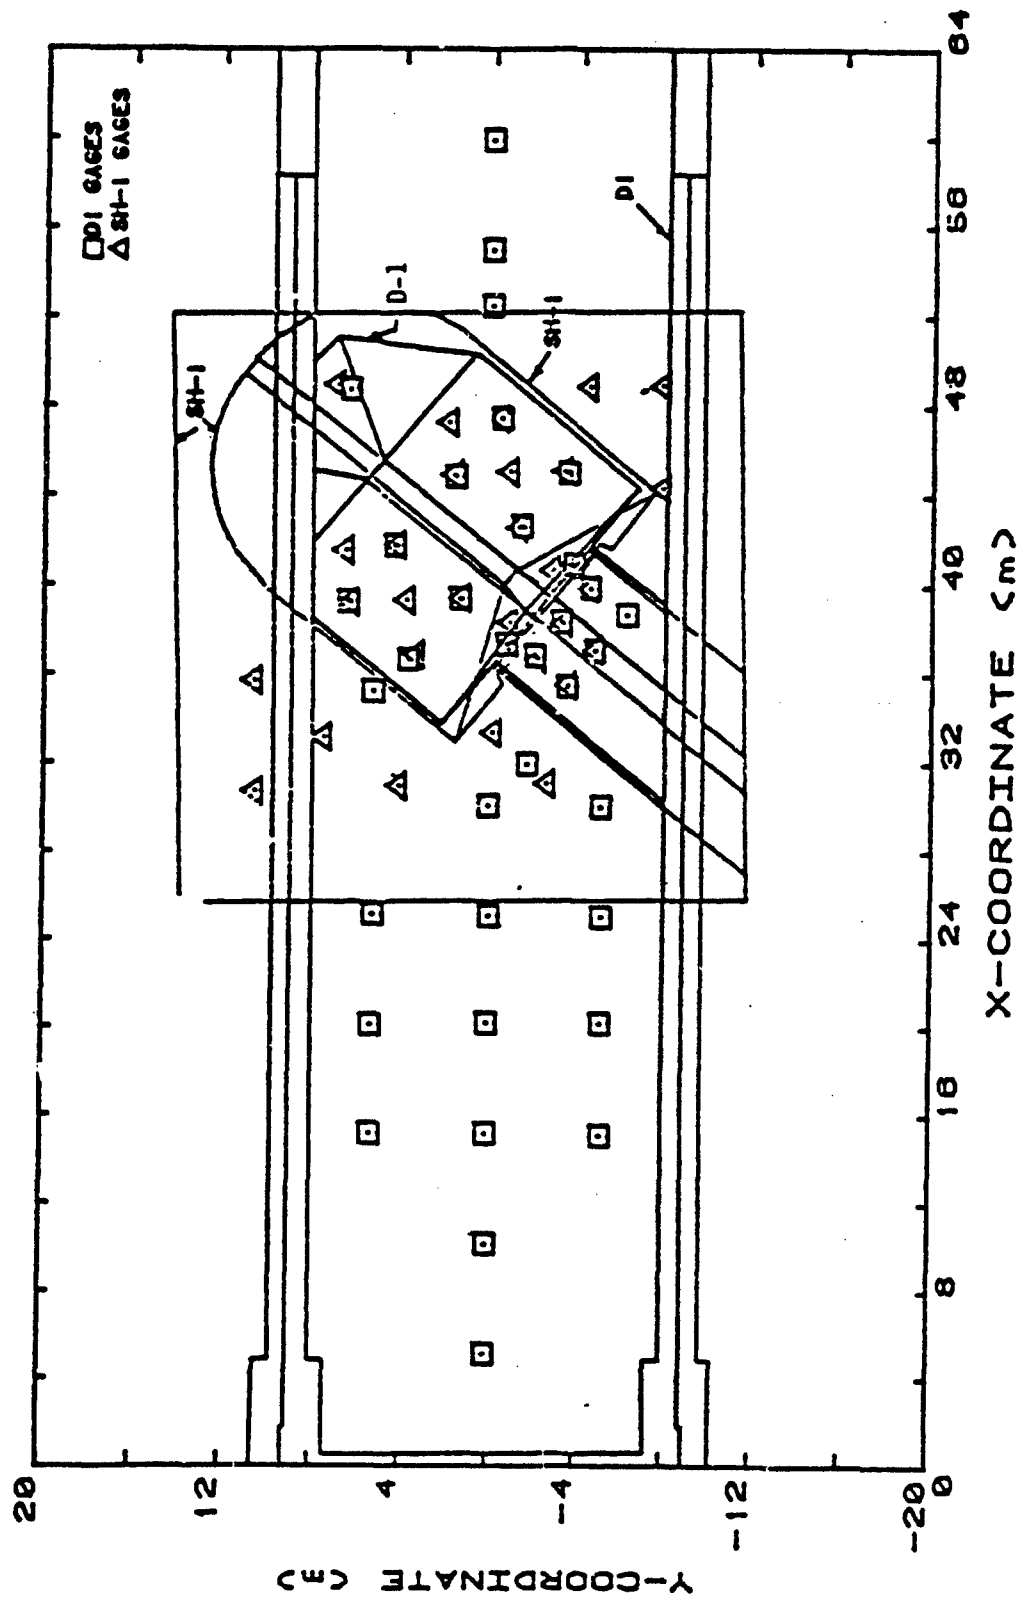 DI GAGES
SH-1 GAGES
SH-1
D-1
SH-1
DI
20
12
4
-4
-12
-20
Y-COORDINATE (m)
0
8
16
24
32
40
48
56
64
X-COORDINATE (m)